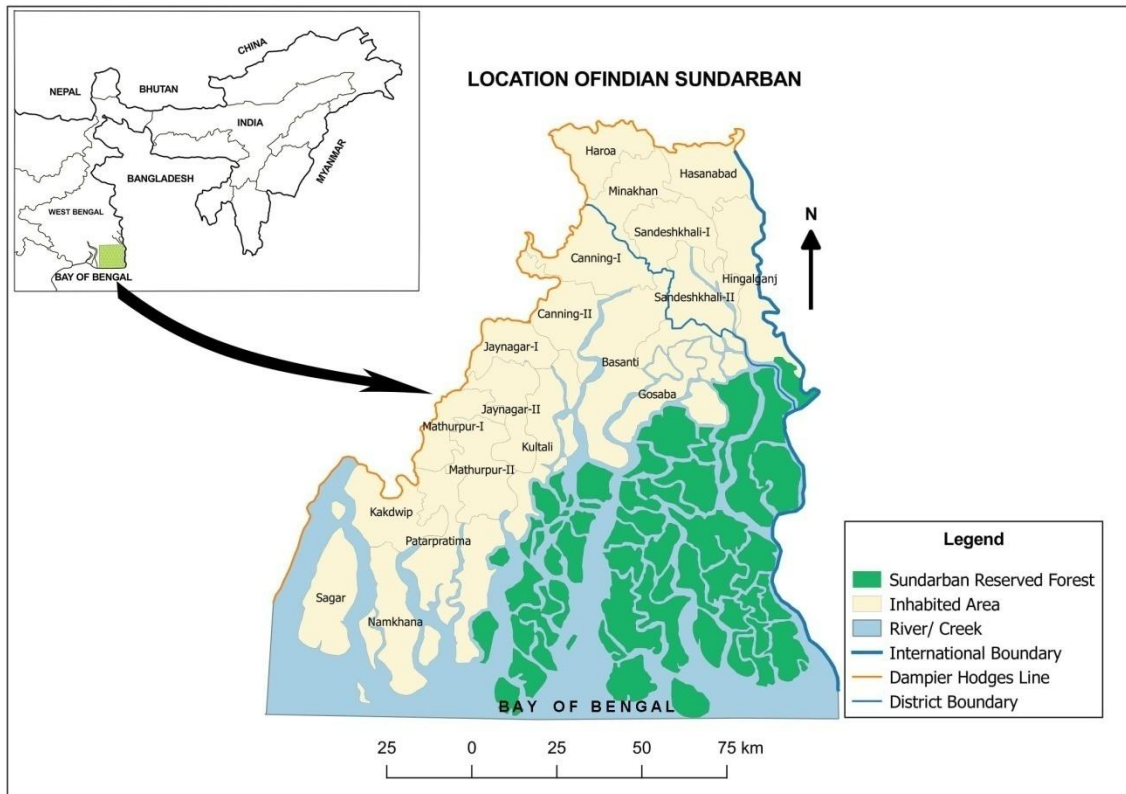 CHINA
NEPAL
BHUTAN
INDIA
MYANMAR
BANGLADESH
WEST BENGAL
BAY OF BENGAL
LOCATION OFINDIAN SUNDARBAN
N
Haroa
Hasanabad
Minakhan
Sandeshkhali-I
Canning-I
Hingalganj
Sandeshkhali-II
Canning-II
Jaynagar-I
Basanti
Gosaba
Jaynagar-II
Mathurpur-I
Kultali
Mathurpur-II
Kakdwip
Patarpratima
Sagar
Namkhana
BAY OF BENGAL
25 0 25 50 75 km
Legend
Sundarban Reserved Forest
Inhabited Area
River/ Creek
International Boundary
Dampier Hodges Line
District Boundary